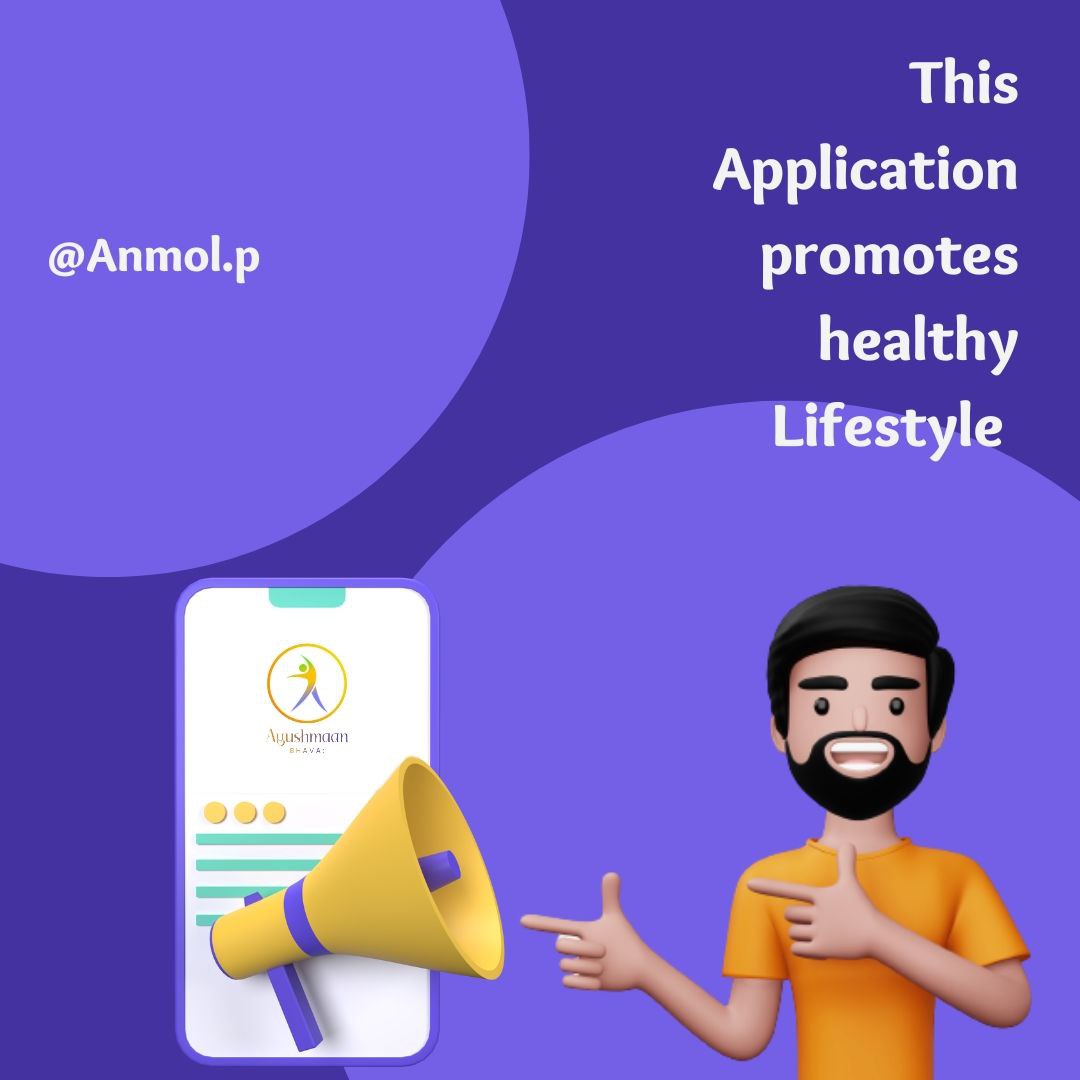 This
Application
promotes
healthy
Lifestyle
@Anmol.p
Ayushmaan
BHAVA: